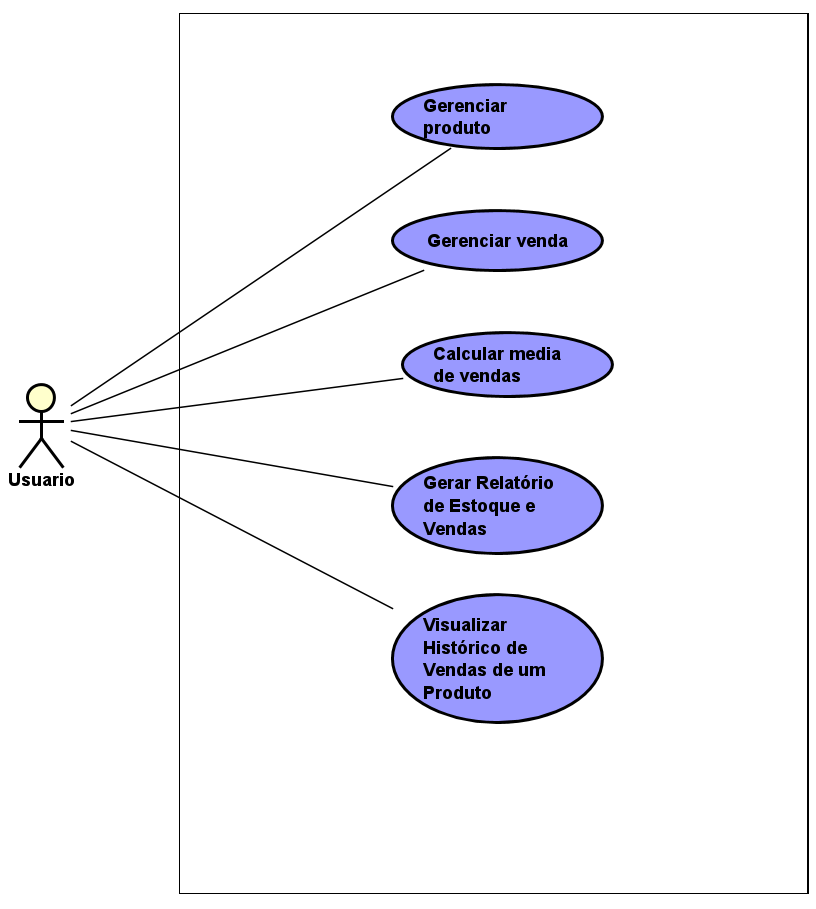 Gerenciar
produto
Gerenciar venda
Calcular media
de vendas
Usuario
Gerar Relatório
de Estoque e
Vendas
Visualizar
Histórico de
Vendas de um
Produto